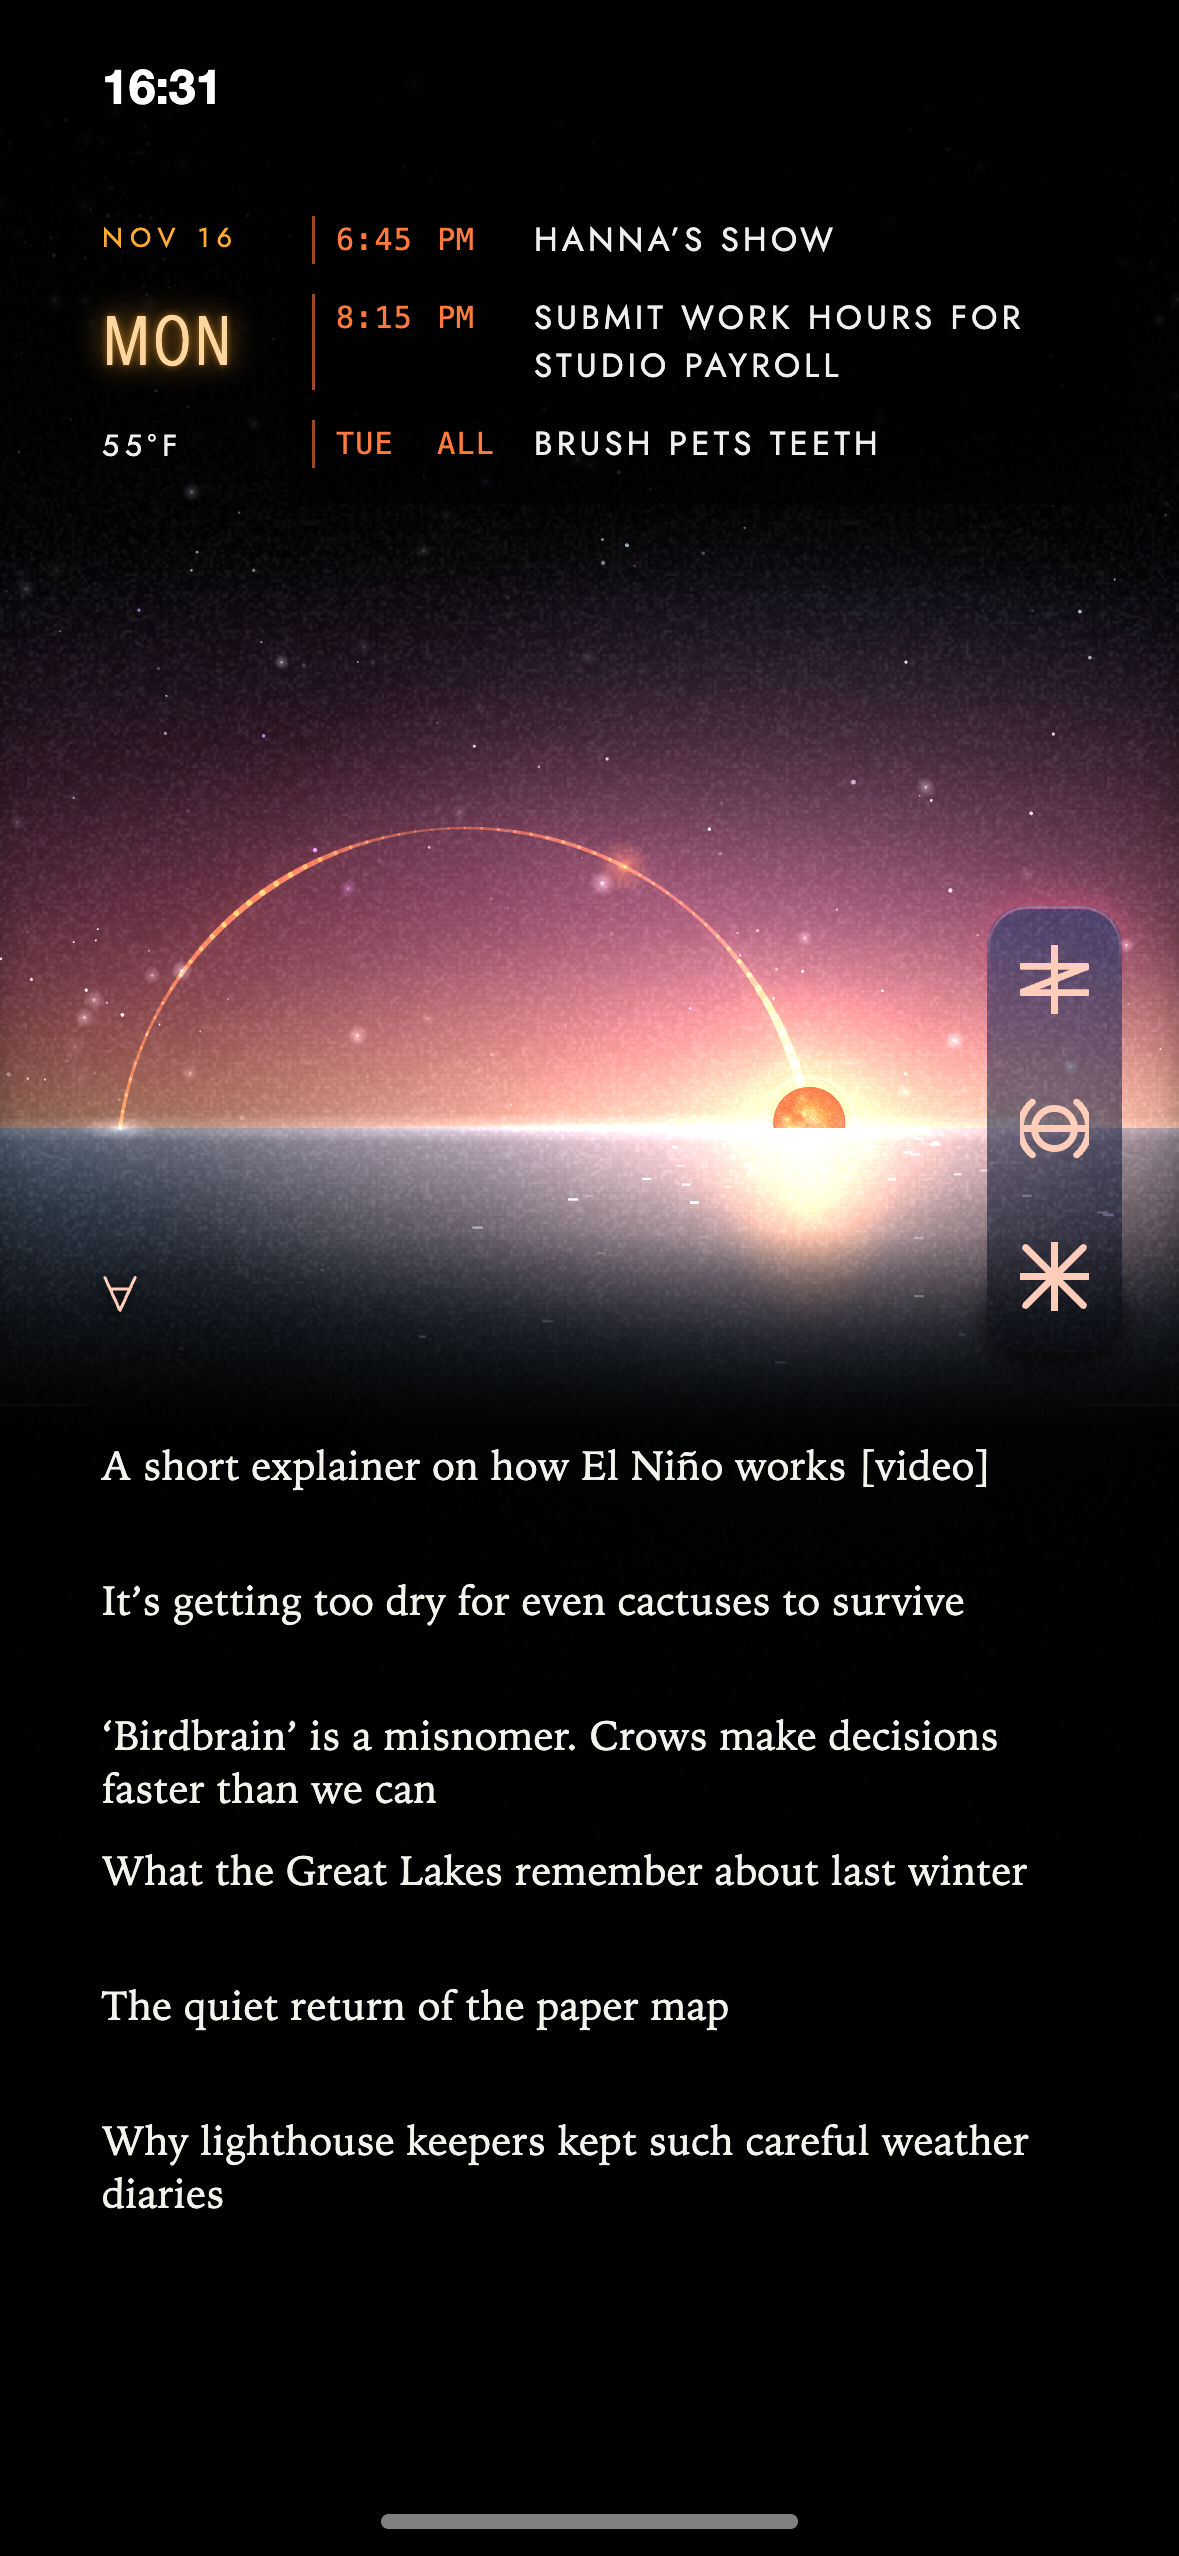 16:31
NOV 16
MON
55°F
6:45 PM HANNA’S SHOW
8:15 PM SUBMIT WORK HOURS FOR
STUDIO PAYROLL
TUE ALL BRUSH PETS TEETH
A short explainer on how El Niño works [video]
It’s getting too dry for even cactuses to survive
‘Birdbrain’ is a misnomer. Crows make decisions
faster than we can
What the Great Lakes remember about last winter
The quiet return of the paper map
Why lighthouse keepers kept such careful weather
diaries